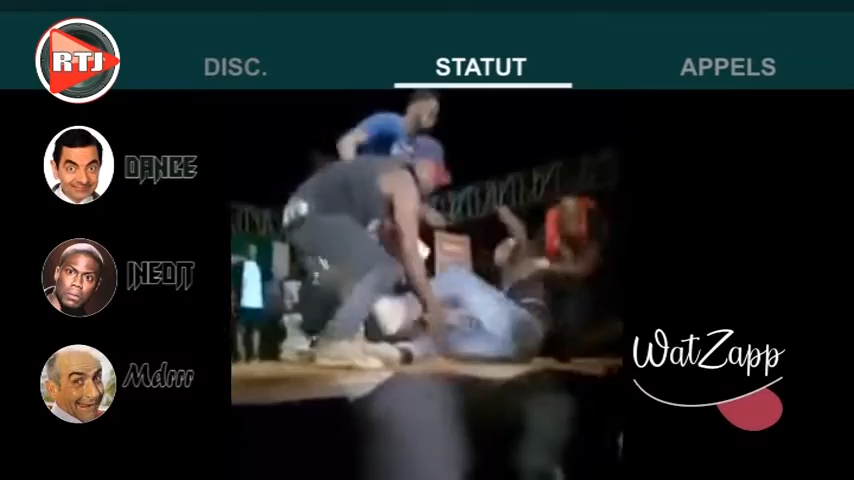 RTJ
DISC.
STATUT
APPELS
DANCE
INEDIT
Mdrrr
WatZapp